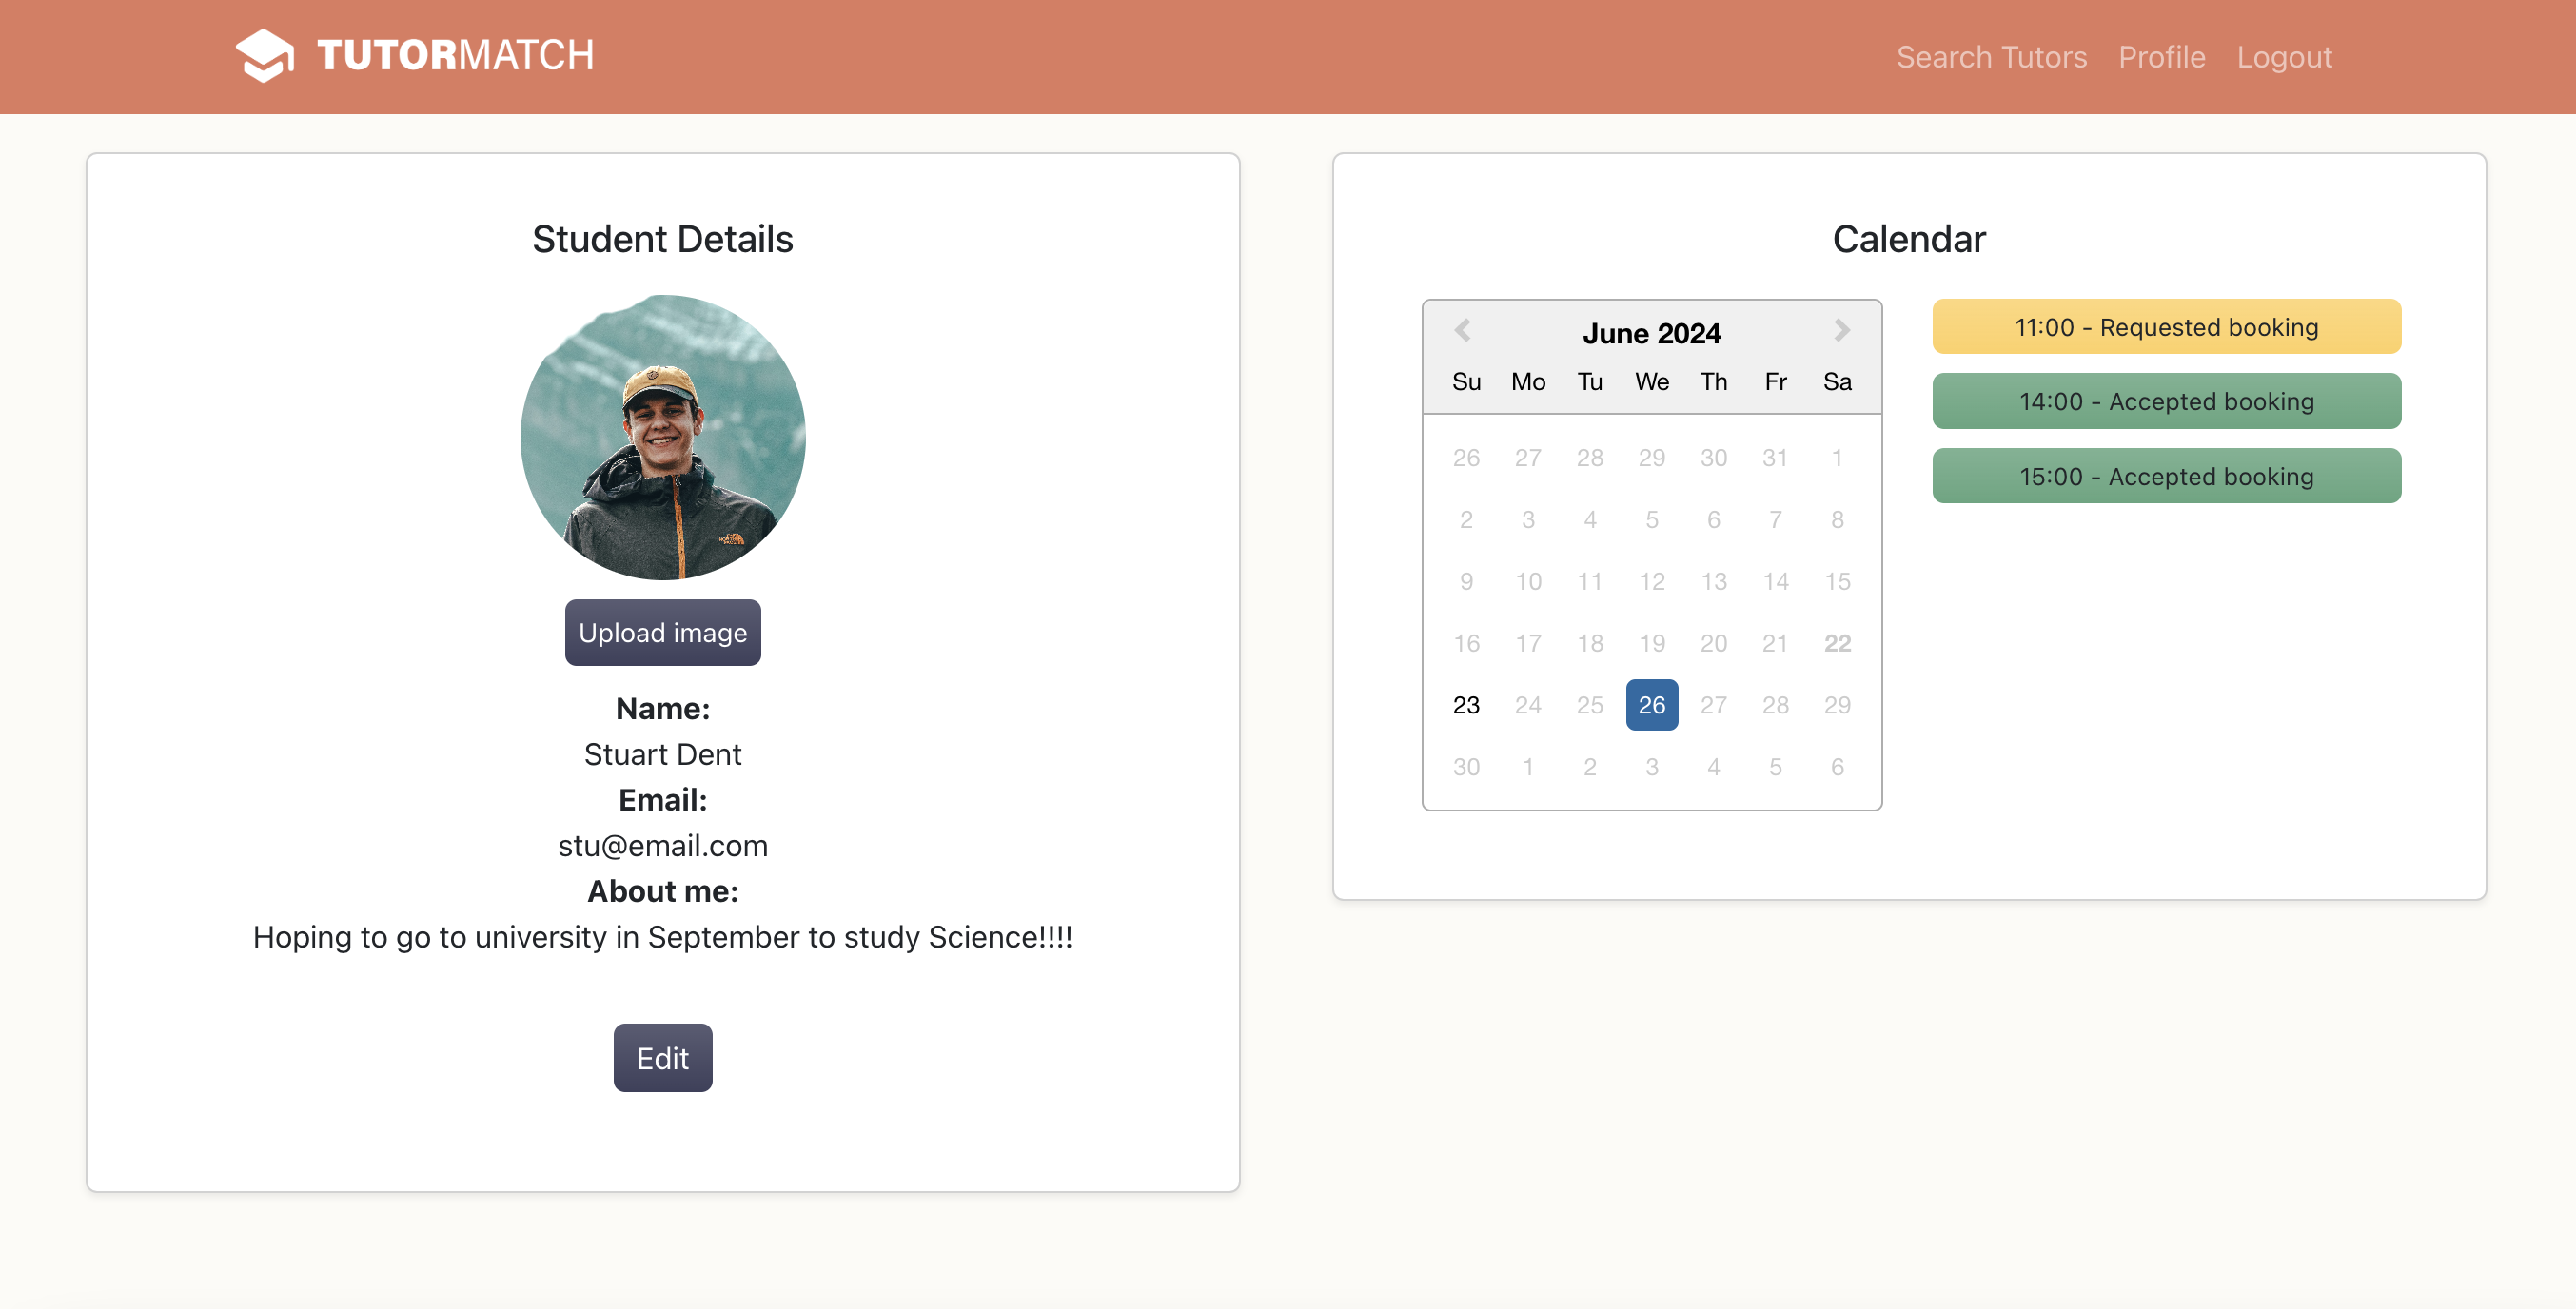 TUTORMATCH
Search Tutors Profile Logout
Student Details
Upload image
Name:
Stuart Dent
Email:
stu@email.com
About me:
Hoping to go to university in September to study Science!!!!
Edit
Calendar
June 2024
Su Mo Tu We Th Fr Sa
26 27 28 29 30 31 1
2 3 4 5 6 7 8
9 10 11 12 13 14 15
16 17 18 19 20 21 22
23 24 25 26 27 28 29
30 1 2 3 4 5 6
11:00 - Requested booking
14:00 - Accepted booking
15:00 - Accepted booking